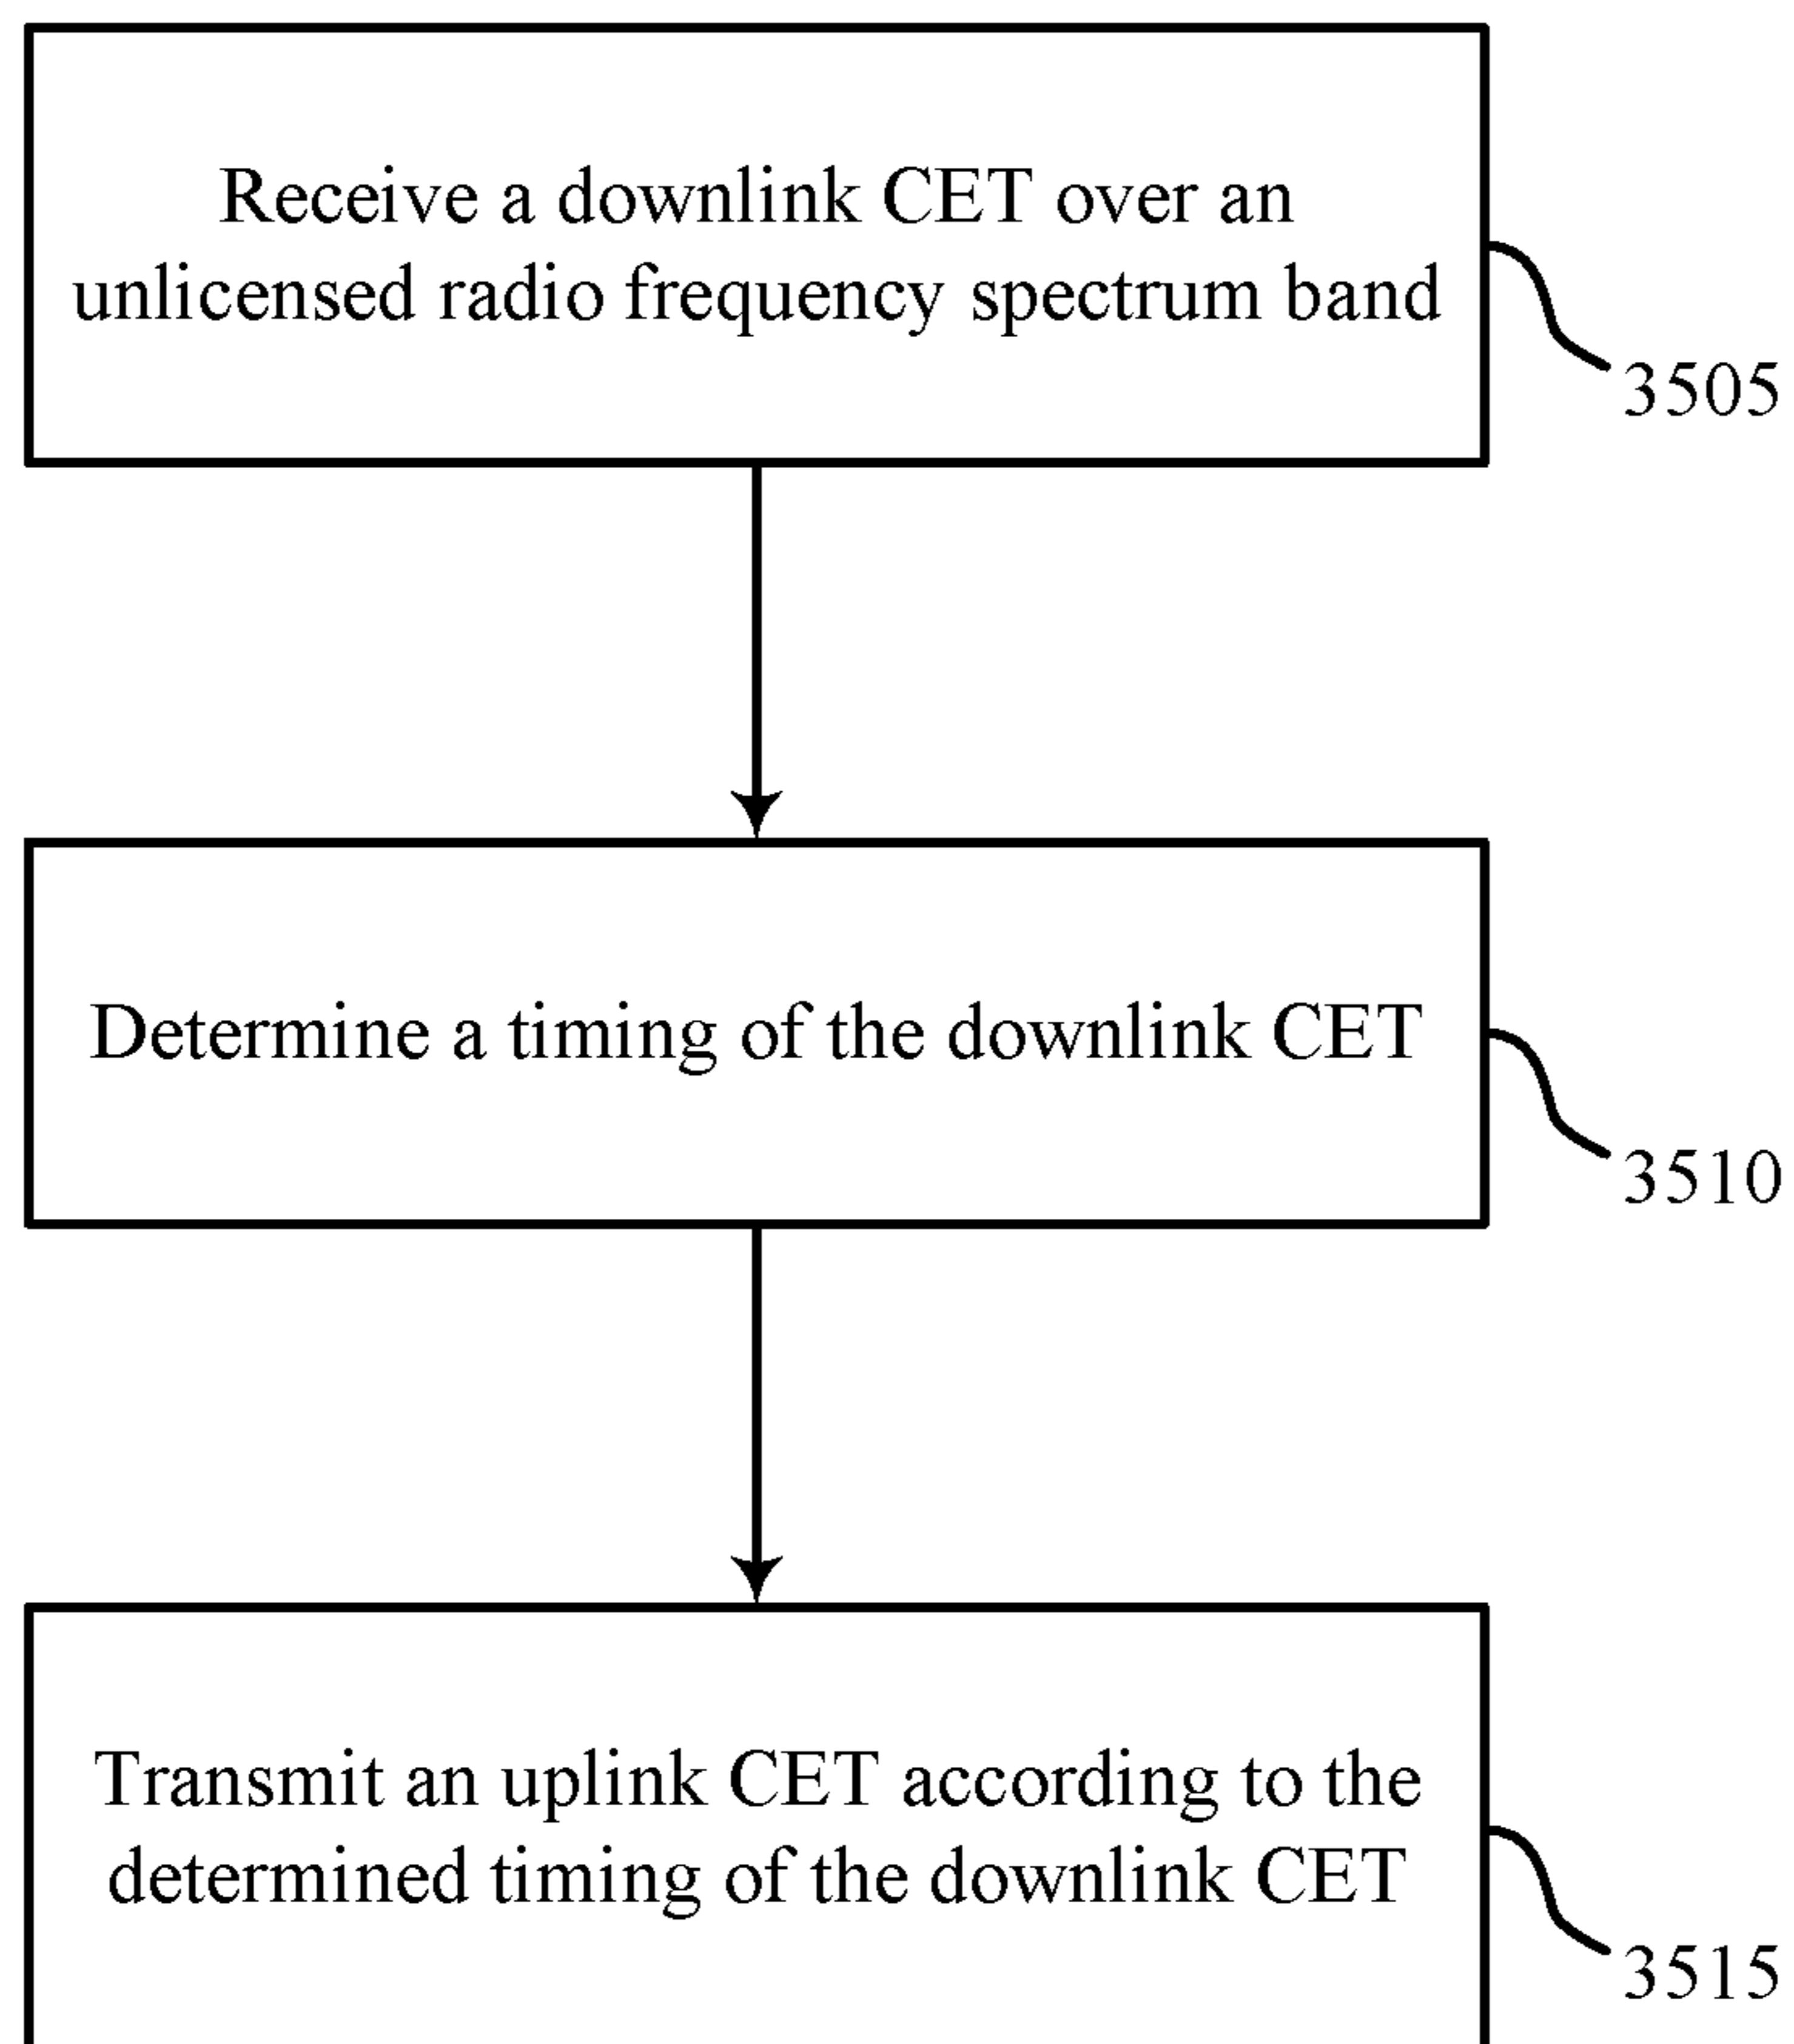 Receive a downlink CET over an
unlicensed radio frequency spectrum band
3505
Determine a timing of the downlink CET
3510
Transmit an uplink CET according to the
determined timing of the downlink CET
3515